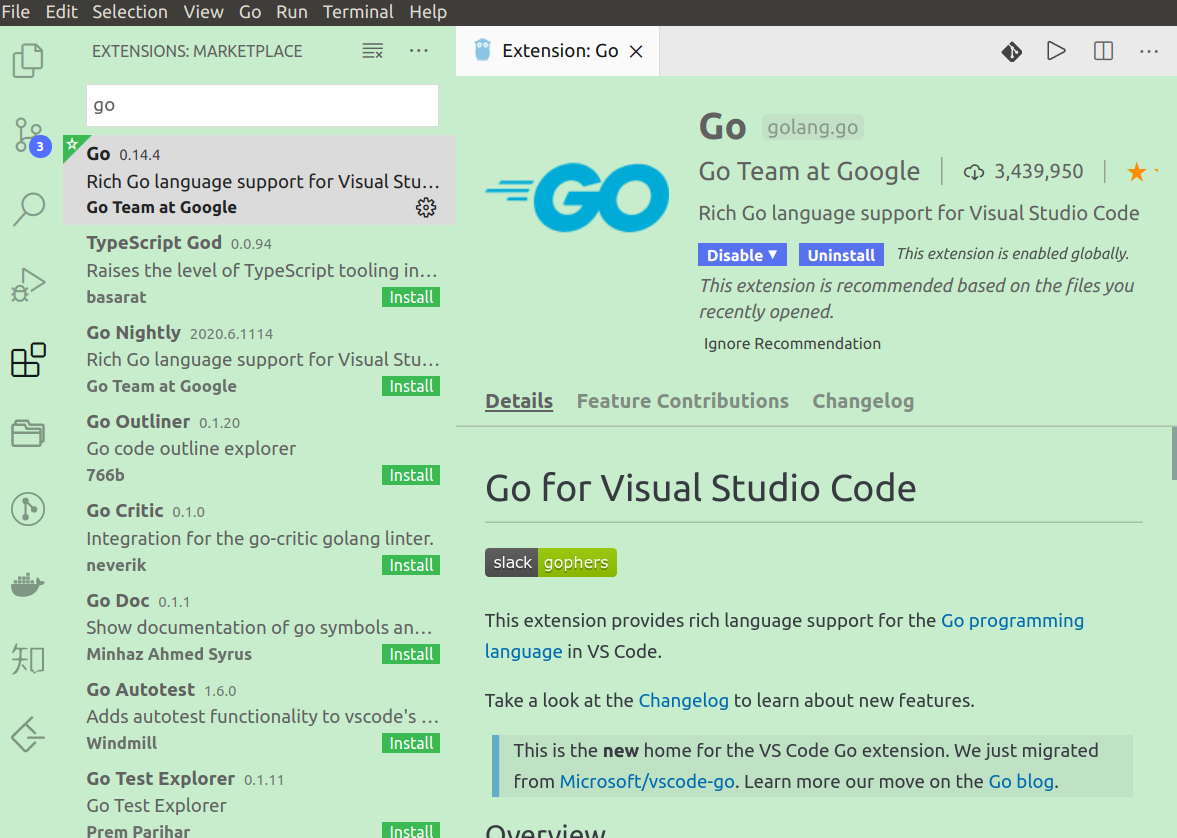 File Edit Selection View Go Run Terminal Help
EXTENSIONS: MARKETPLACE
go
Go 0.14.4
Rich Go language support for Visual Stu…
Go Team at Google
TypeScript God 0.0.94
Raises the level of TypeScript tooling in…
basarat Install
Go Nightly 2020.6.1114
Rich Go language support for Visual Stu…
Go Team at Google Install
Go Outliner 0.1.20
Go code outline explorer
766b Install
Go Critic 0.1.0
Integration for the go-critic golang linter.
neverik Install
Go Doc 0.1.1
Show documentation of go symbols an…
Minhaz Ahmed Syrus Install
Go Autotest 1.6.0
Adds autotest functionality to vscode's …
Windmill Install
Go Test Explorer 0.1.11
Go Test Explorer
Prem Parihar Install
3
知
Extension: Go
GO
Go golang.go
Go Team at Google 3,439,950
Rich Go language support for Visual Studio Code
Disable Uninstall This extension is enabled globally.
This extension is recommended based on the files you
recently opened.
Ignore Recommendation
Details Feature Contributions Changelog
Go for Visual Studio Code
slack gophers
This extension provides rich language support for the Go programming
language in VS Code.
Take a look at the Changelog to learn about new features.
This is the new home for the VS Code Go extension. We just migrated
from Microsoft/vscode-go. Learn more our move on the Go blog.
Overview